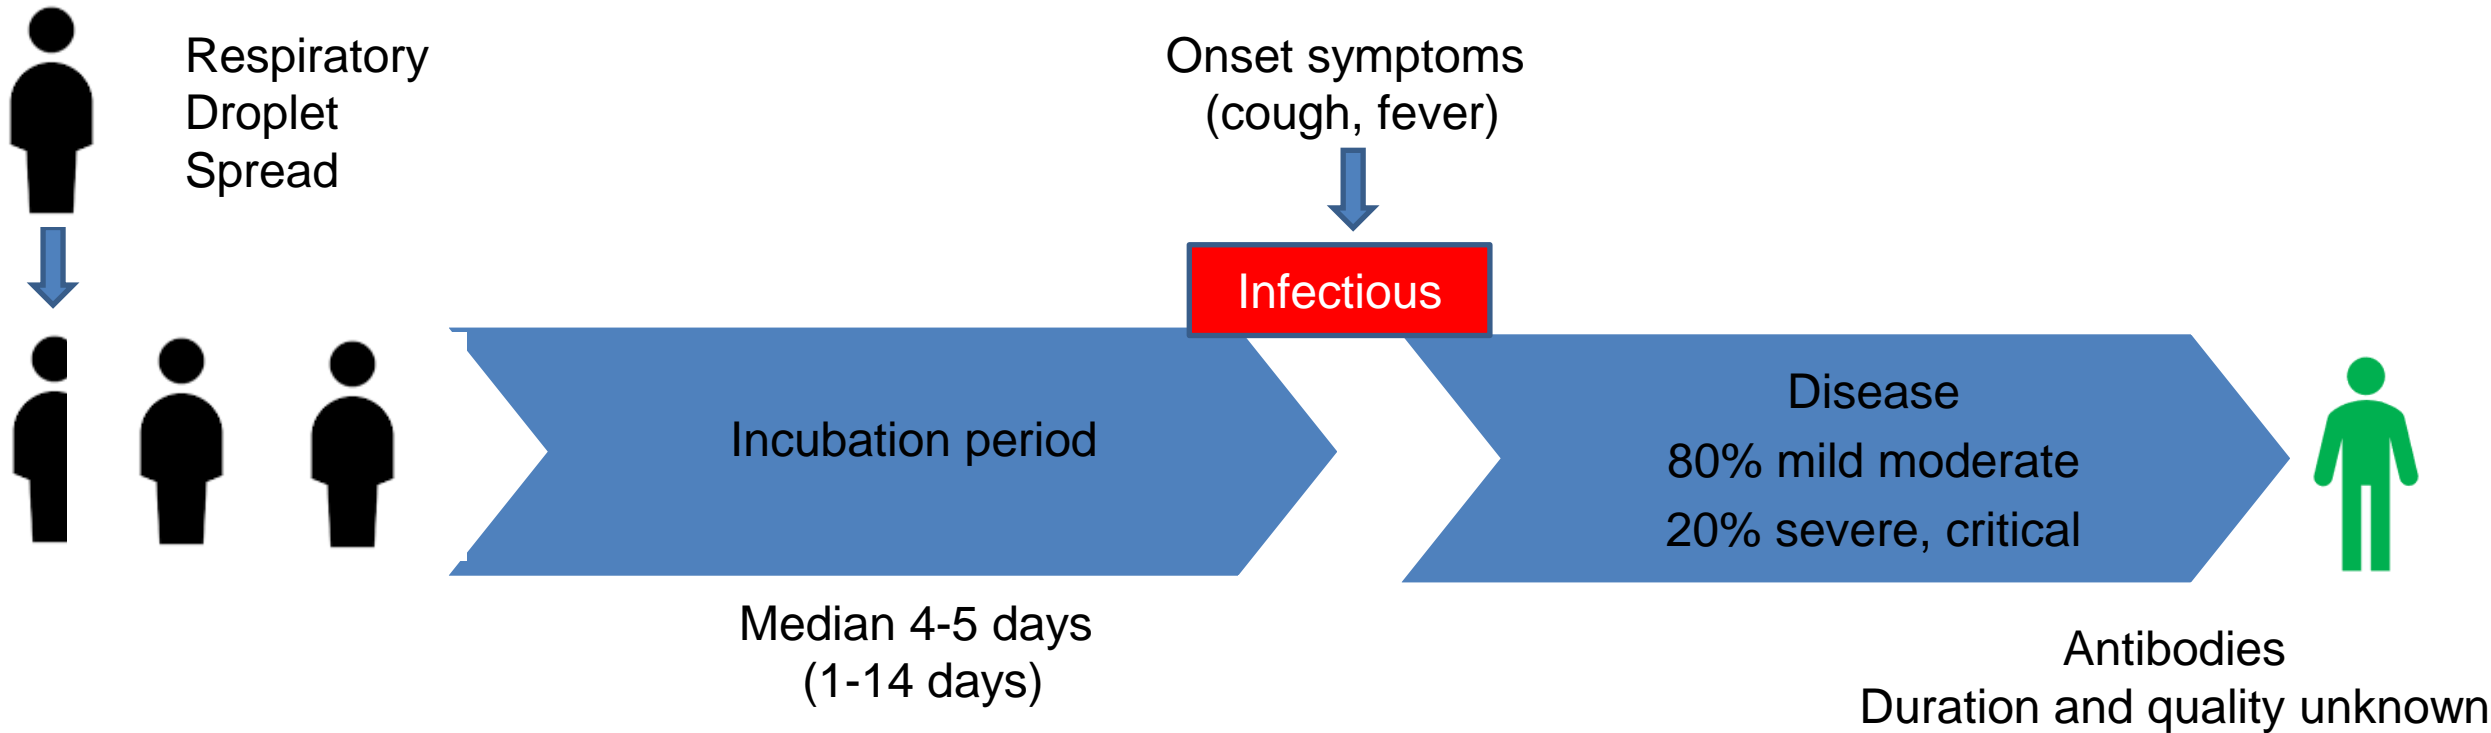 Respiratory
Droplet
Spread
Onset symptoms
(cough, fever)
Infectious
Incubation period
Disease
80% mild moderate
20% severe, critical
Median 4-5 days
(1-14 days)
Antibodies
Duration and quality unknown